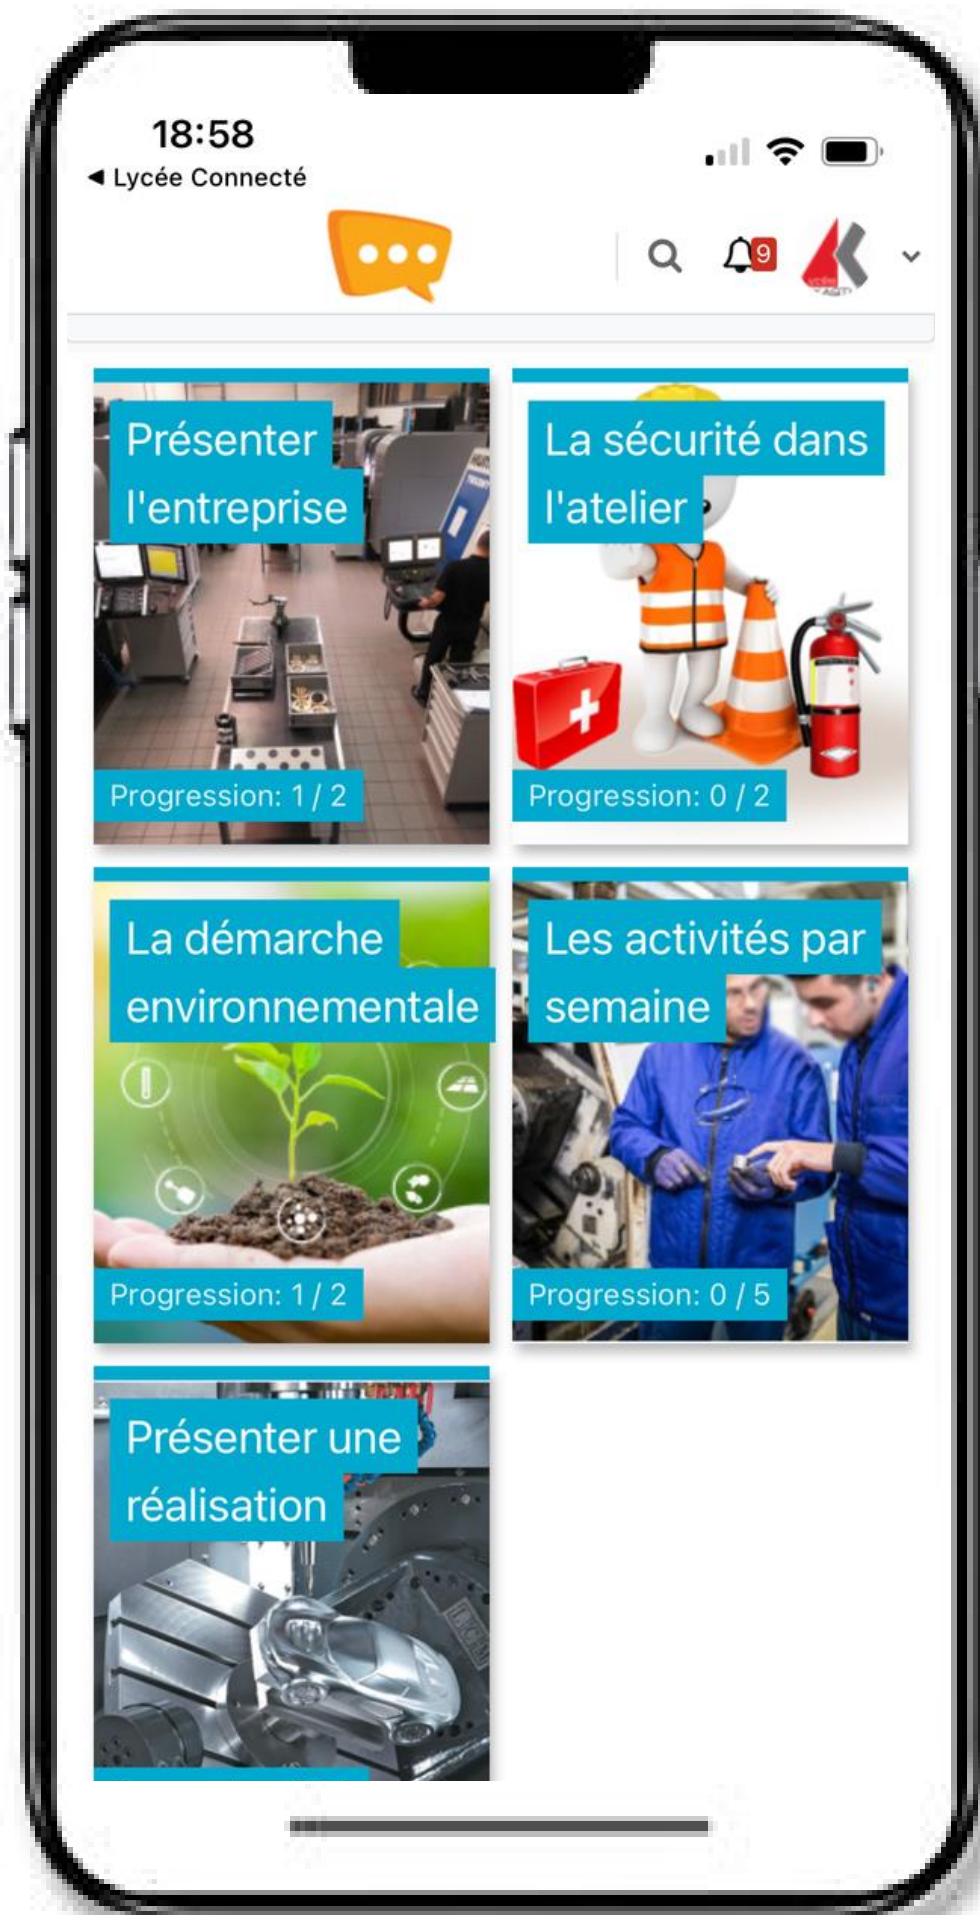 18:58
◀ Lycée Connecté
9
Présenter
l'entreprise
Progression: 1 / 2
La sécurité dans
l'atelier
Progression: 0 / 2
La démarche
environnementale
Progression: 1 / 2
Les activités par
semaine
Progression: 0 / 5
Présenter une
réalisation